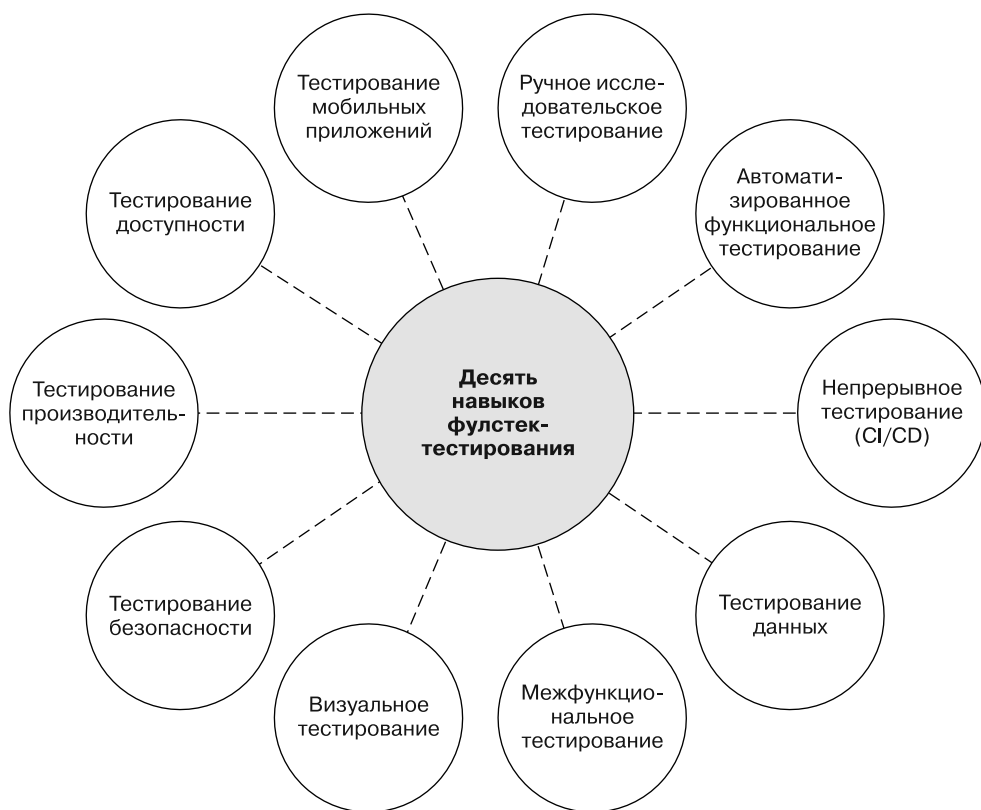 Тестирование
мобильных
приложений
Ручное иссле-
довательское
тестирование
Автомати-
зированное
функциональное
тестирование
Непрерывное
тестирование
(CI/CD)
Тестирование
данных
Межфункцио-
нальное
тестирование
Визуальное
тестирование
Тестирование
безопасности
Тестирование
производитель-
ности
Тестирование
доступности
Десять
навыков
фулстек-
тестирования